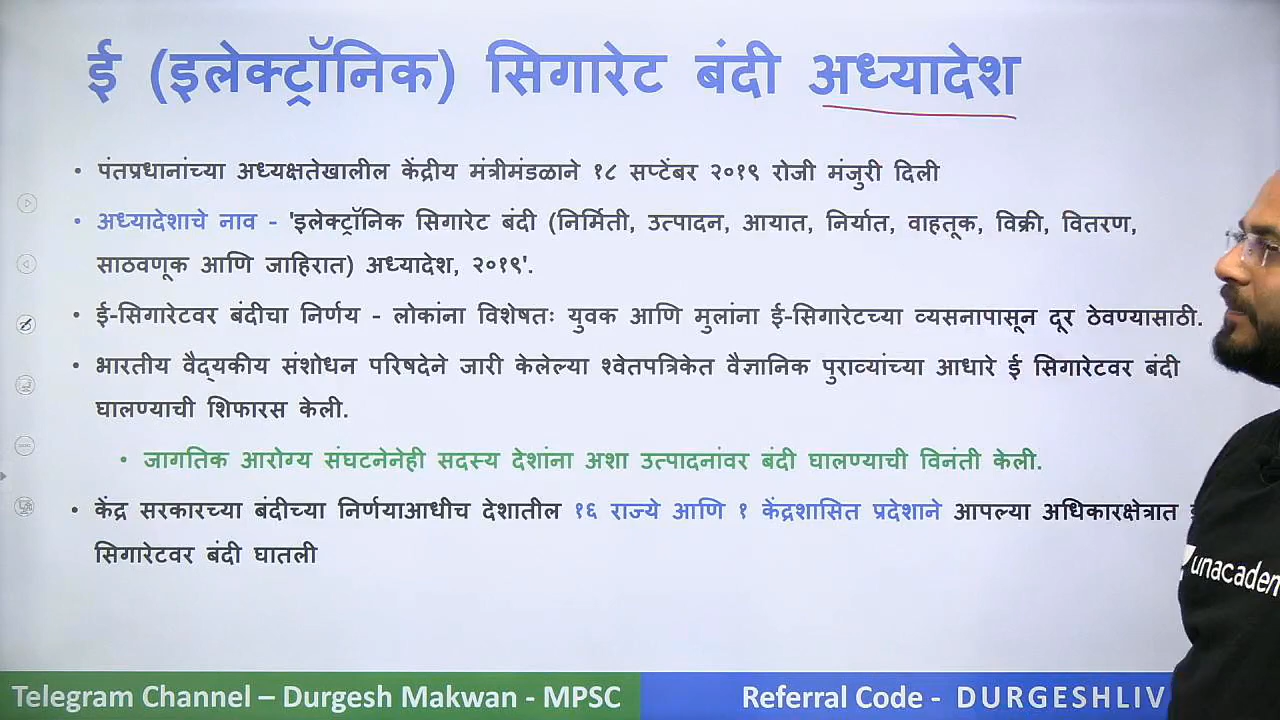 ई (इलेक्ट्रॉनिक) सिगारेट बंदी अध्यादेश
• पंतप्रधानांच्या अध्यक्षतेखालील केंद्रीय मंत्रीमंडळाने १८ सप्टेंबर २०१९ रोजी मंजुरी दिली
• अध्यादेशाचे नाव - 'इलेक्ट्रॉनिक सिगारेट बंदी (निर्मिती, उत्पादन, आयात, निर्यात, वाहतूक, विक्री, वितरण,
साठवणूक आणि जाहिरात) अध्यादेश, २०१९'.
• ई-सिगारेटवर बंदीचा निर्णय - लोकांना विशेषतः युवक आणि मुलांना ई-सिगारेटच्या व्यसनापासून दूर ठेवण्यासाठी.
• भारतीय वैद्यकीय संशोधन परिषदेने जारी केलेल्या श्वेतपत्रिकेत वैज्ञानिक पुराव्यांच्या आधारे ई सिगारेटवर बंदी
घालण्याची शिफारस केली.
• जागतिक आरोग्य संघटनेनेही सदस्य देशांना अशा उत्पादनांवर बंदी घालण्याची विनंती केली.
• केंद्र सरकारच्या बंदीच्या निर्णयाआधीच देशातील १६ राज्ये आणि १ केंद्रशासित प्रदेशाने आपल्या अधिकारक्षेत्रात
सिगारेटवर बंदी घातली
unacadem
Telegram Channel – Durgesh Makwan - MPSC
Referral Code - DURGESHLIV